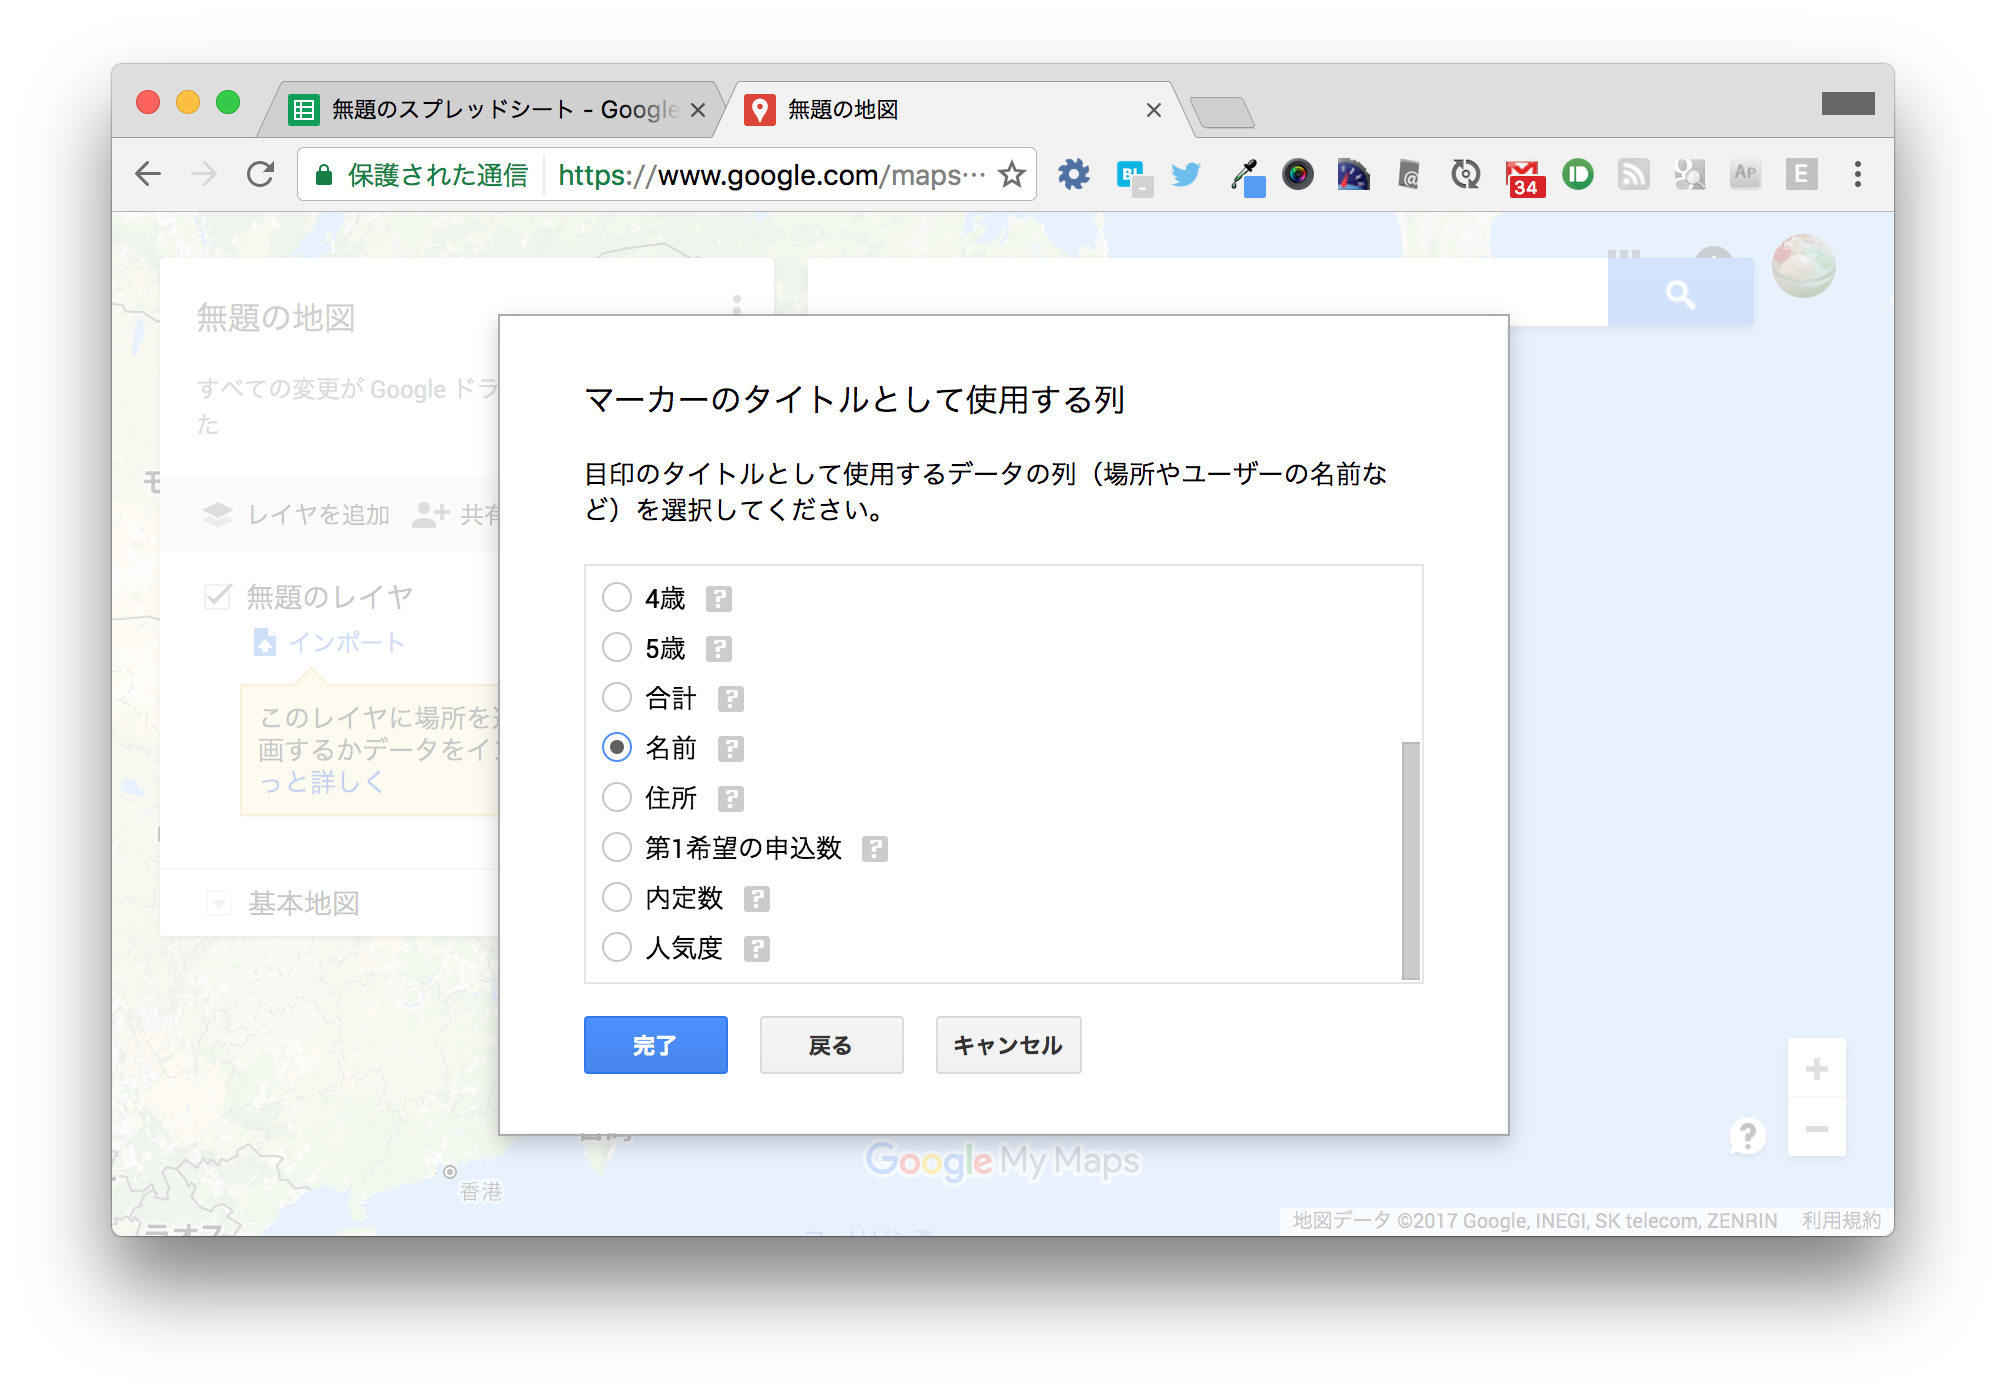 無題のスプレッドシート - Google
無題の地図
保護された通信
https://www.google.com/maps…
34
AP
E
無題の地図
すべての変更が Google ドラ
た
レイヤを追加
共有
無題のレイヤ
インポート
このレイヤに場所を
画するかデータをイ
っと詳しく
基本地図
マーカーのタイトルとして使用する列
目印のタイトルとして使用するデータの列（場所やユーザーの名前な
ど）を選択してください。
4歳 ?
5歳 ?
合計 ?
名前 ?
住所 ?
第1希望の申込数 ?
内定数 ?
人気度 ?
完了
戻る
キャンセル
香港
ラオス
Google My Maps
地図データ ©2017 Google, INEGI, SK telecom, ZENRIN
利用規約